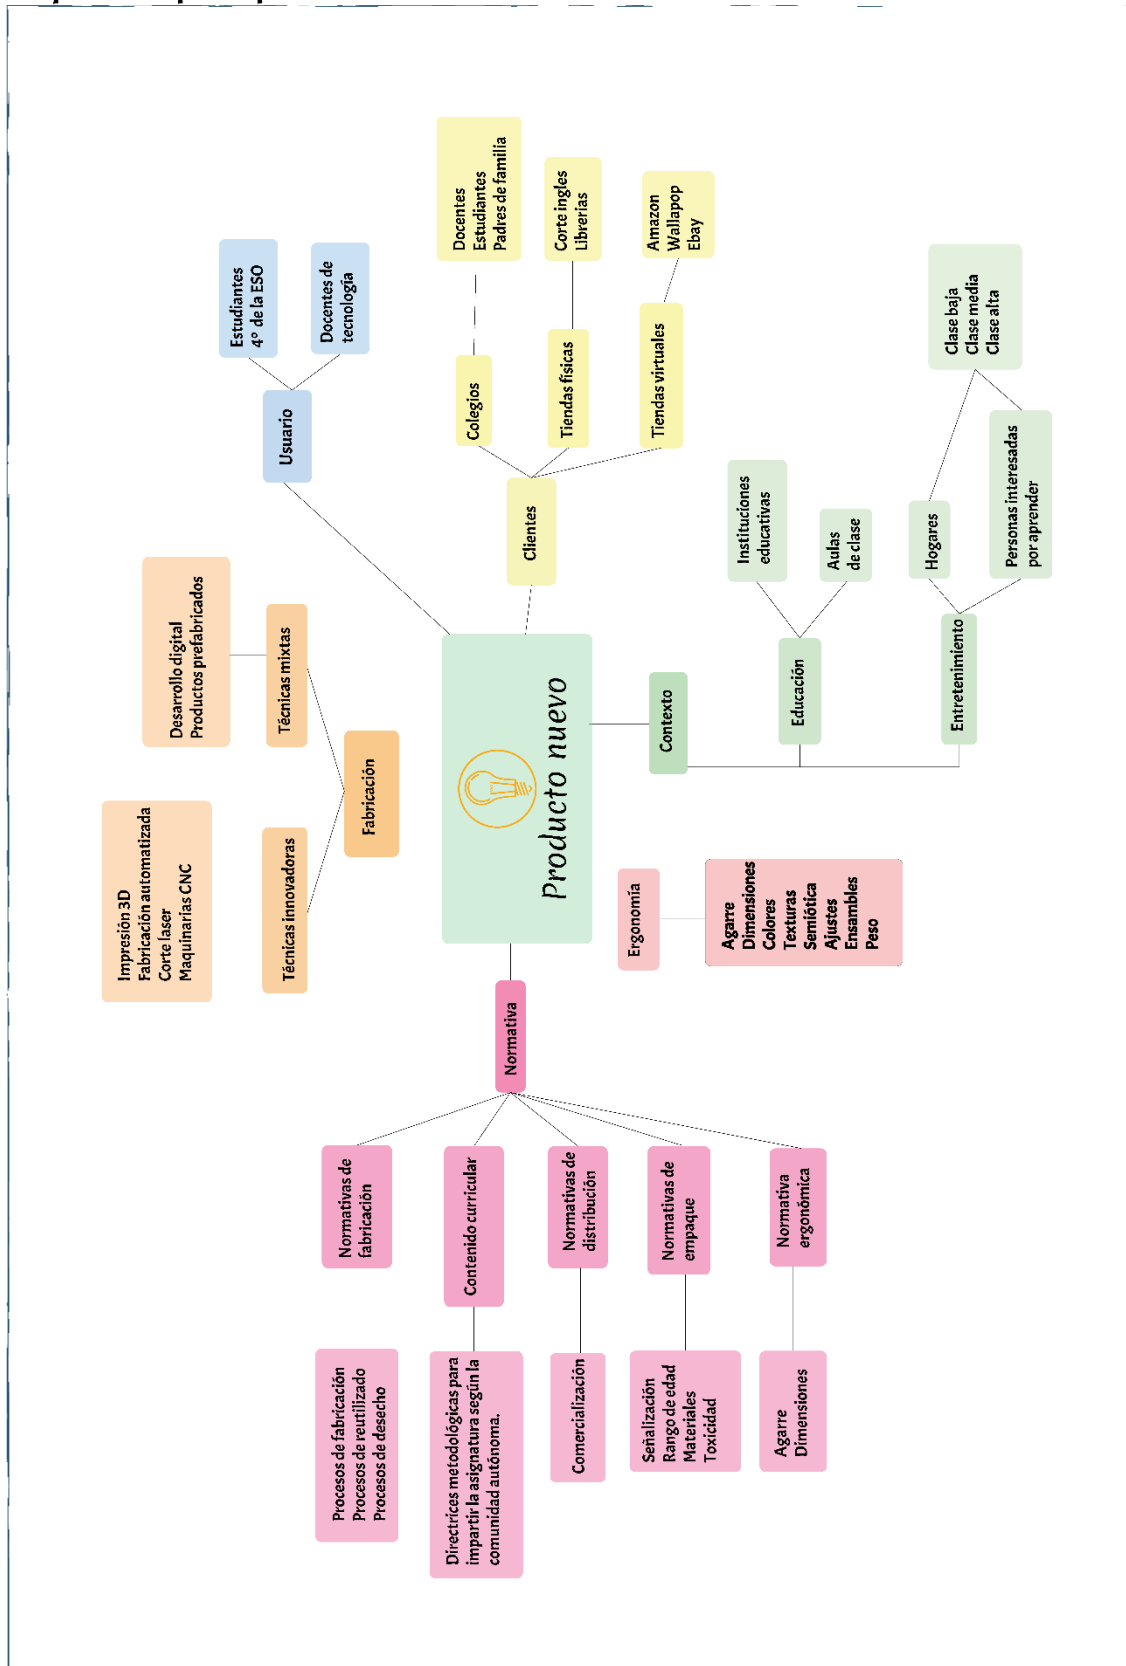 Producto nuevo
Usuario
Estudiantes
4º de la ESO
Docentes de
tecnología
Clientes
Colegios
Docentes
Estudiantes
Padres de familia
Tiendas físicas
Corte ingles
Librerías
Tiendas virtuales
Amazon
Wallapop
Ebay
Contexto
Educación
Instituciones
educativas
Aulas
de clase
Entretenimiento
Hogares
Personas interesadas
por aprender
Clase baja
Clase media
Clase alta
Ergonomía
Agarre
Dimensiones
Colores
Texturas
Semiótica
Ajustes
Ensambles
Peso
Fabricación
Técnicas innovadoras
Impresión 3D
Fabricación automatizada
Corte laser
Maquinarias CNC
Técnicas mixtas
Desarrollo digital
Productos prefabricados
Normativa
Normativas de
fabricación
Procesos de fabricación
Procesos de reutilizado
Procesos de desecho
Contenido curricular
Directrices metodológicas para
impartir la asignatura según la
comunidad autónoma.
Normativas de
distribución
Comercialización
Normativas de
empaque
Señalización
Rango de edad
Materiales
Toxicidad
Normativa
ergonómica
Agarre
Dimensiones